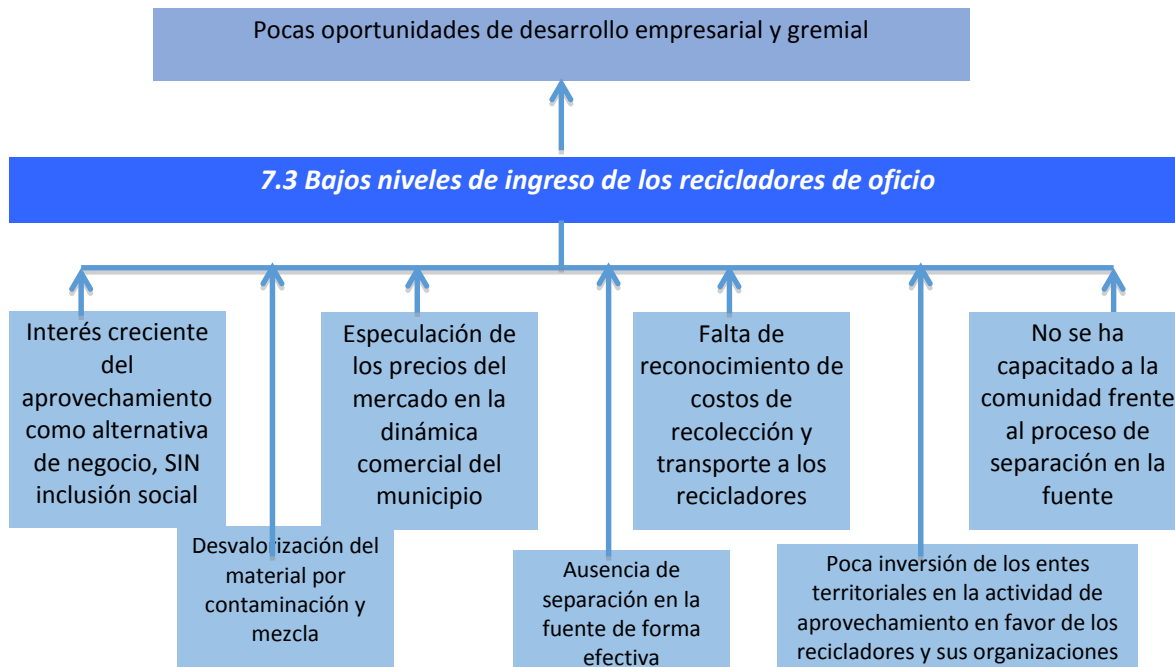 Pocas oportunidades de desarrollo empresarial y gremial
7.3 Bajos niveles de ingreso de los recicladores de oficio
Interés creciente
del
aprovechamiento
como alternativa
de negocio, SIN
inclusión social
Desvalorización del
material por
contaminación y
mezcla
Especulación de
los precios del
mercado en la
dinámica
comercial del
municipio
Ausencia de
separación en la
fuente de forma
efectiva
Falta de
reconocimiento de
costos de
recolección y
transporte a los
recicladores
Poca inversión de los entes
territoriales en la actividad de
aprovechamiento en favor de los
recicladores y sus organizaciones
No se ha
capacitado a la
comunidad frente
al proceso de
separación en la
fuente